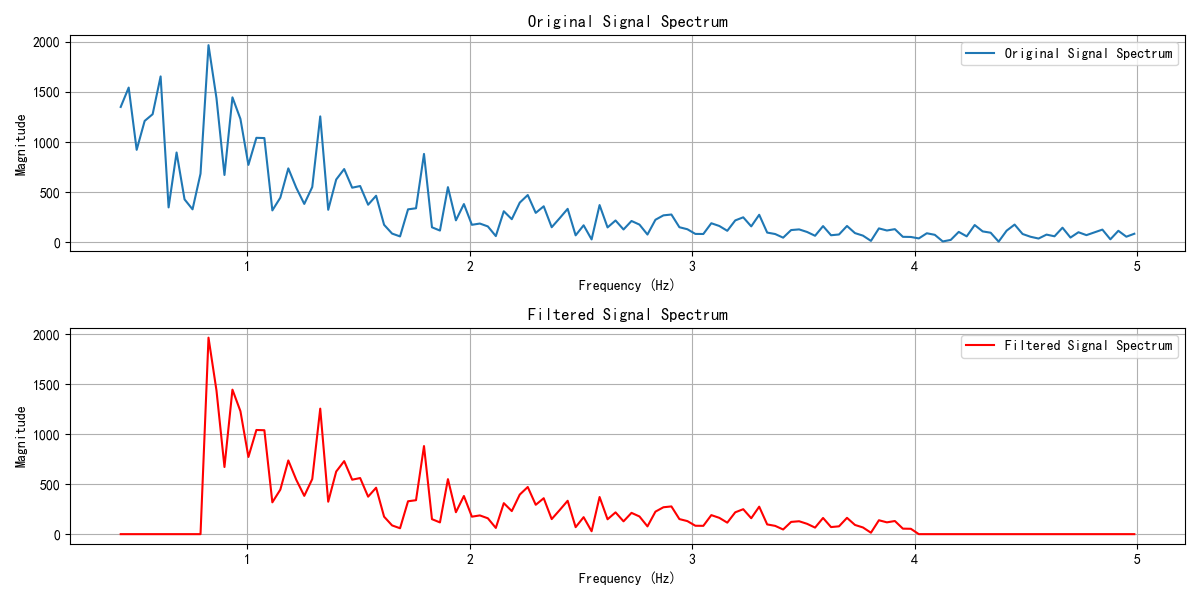 Original Signal Spectrum
2000
1500
1000
500
0
Magnitude
Original Signal Spectrum
1 2 3 4 5
Frequency (Hz)
Filtered Signal Spectrum
2000
1500
1000
500
0
Magnitude
Filtered Signal Spectrum
1 2 3 4 5
Frequency (Hz)